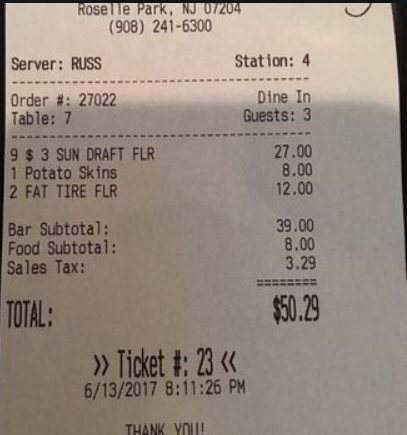 Roselle Park, NJ 07204
(908) 241-6300
Server: RUSS Station: 4
Order #: 27022 Dine In
Table: 7 Guests: 3
9 $ 3 SUN DRAFT FLR 27.00
1 Potato Skins 8.00
2 FAT TIRE FLR 12.00
Bar Subtotal: 39.00
Food Subtotal: 8.00
Sales Tax: 3.29
========
TOTAL: $50.29
>> Ticket #: 23 <<
6/13/2017 8:11:26 PM
THANK YOU!